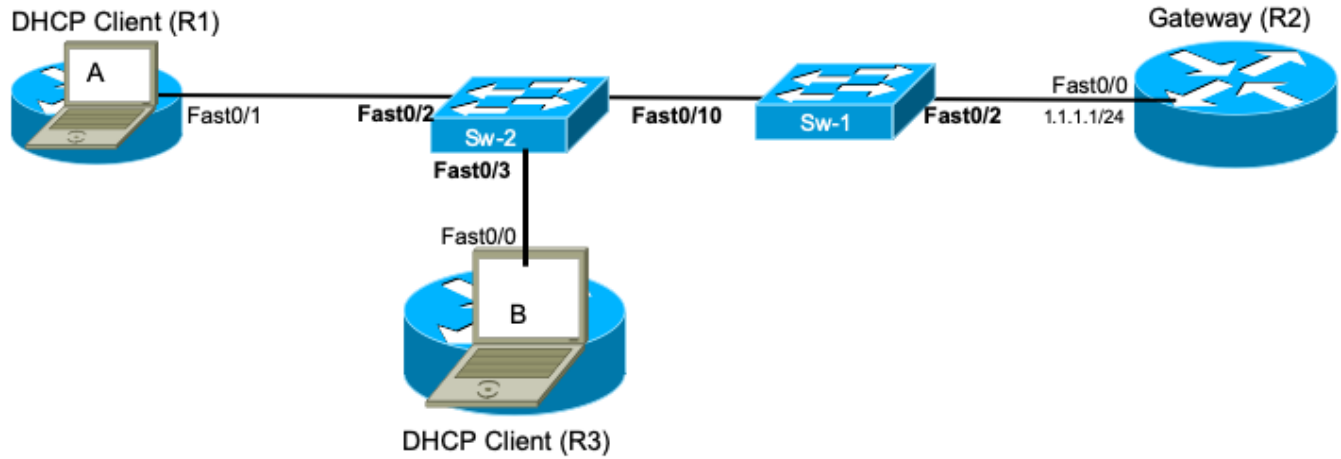 DHCP Client (R1)
Gateway (R2)
A
Fast0/1
Fast0/2
Sw-2
Fast0/10
Sw-1
Fast0/2
Fast0/0
1.1.1.1/24
Fast0/3
Fast0/0
B
DHCP Client (R3)